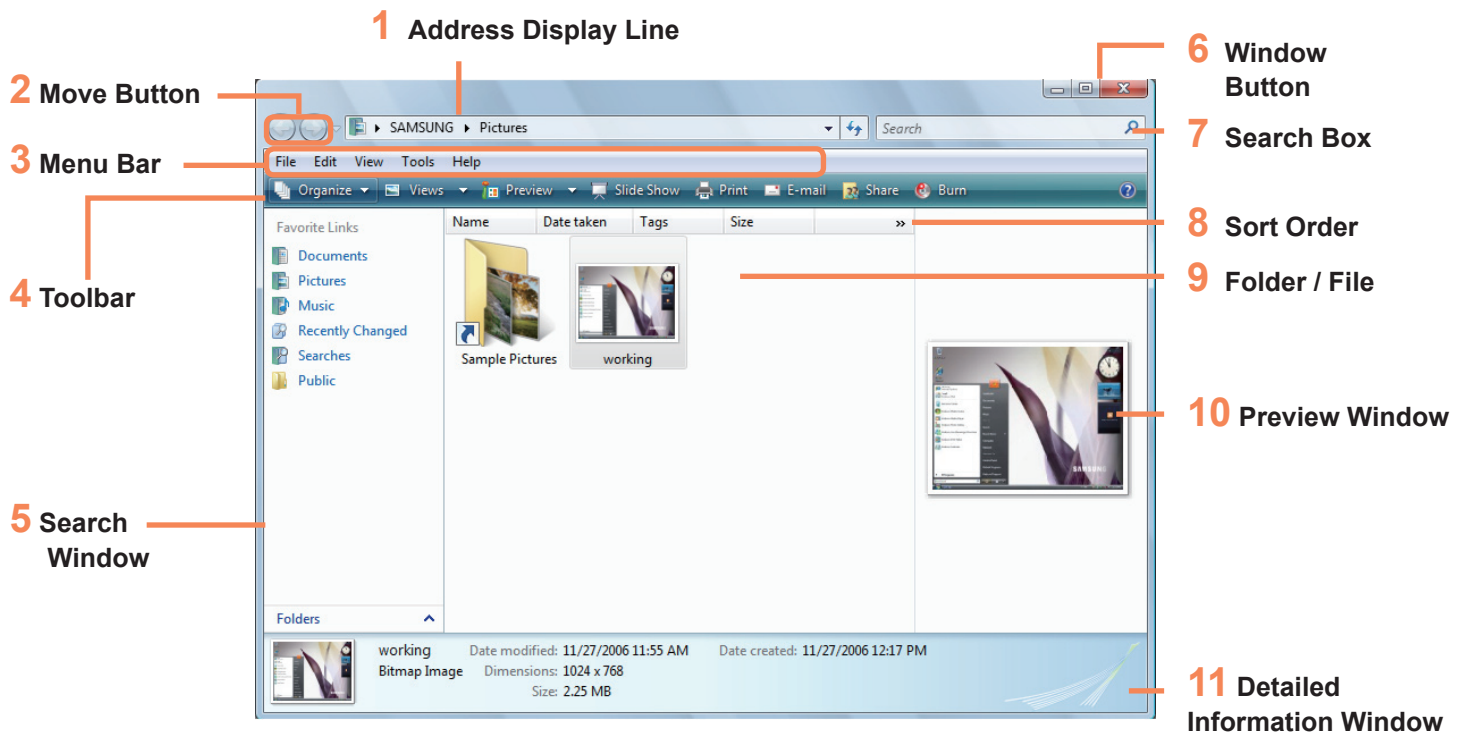 1 Address Display Line
2 Move Button
3 Menu Bar
4 Toolbar
5 Search
Window
6 Window
Button
7 Search Box
8 Sort Order
9 Folder / File
10 Preview Window
11 Detailed
Information Window
SAMSUNG Pictures
Search
File Edit View Tools Help
Organize Views Preview Slide Show Print E-mail Share Burn
Favorite Links
Documents
Pictures
Music
Recently Changed
Searches
Public
Folders
Name Date taken Tags Size »
Sample Pictures working
SAMSUNG
working Date modified: 11/27/2006 11:55 AM Date created: 11/27/2006 12:17 PM
Bitmap Image Dimensions: 1024 x 768
Size: 2.25 MB